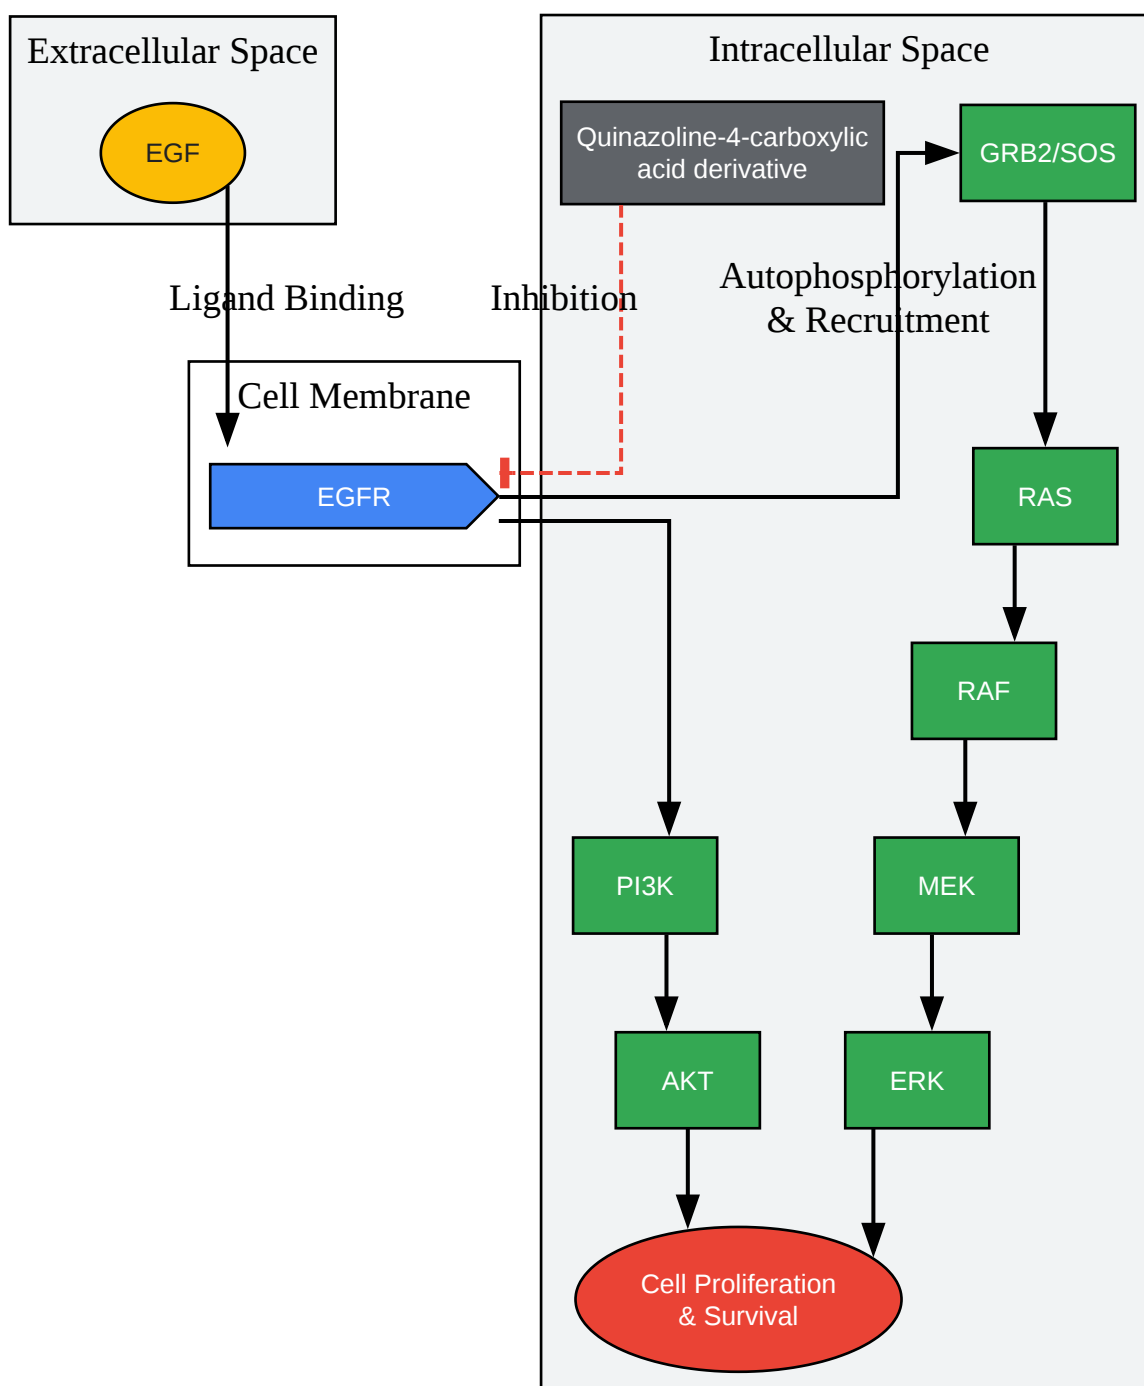 Extracellular Space
Intracellular Space
EGF
Quinazoline-4-carboxylic
acid derivative
GRB2/SOS
Ligand Binding
Inhibition
Autophosphorylation
& Recruitment
Cell Membrane
EGFR
RAS
RAF
PI3K
MEK
AKT
ERK
Cell Proliferation
& Survival